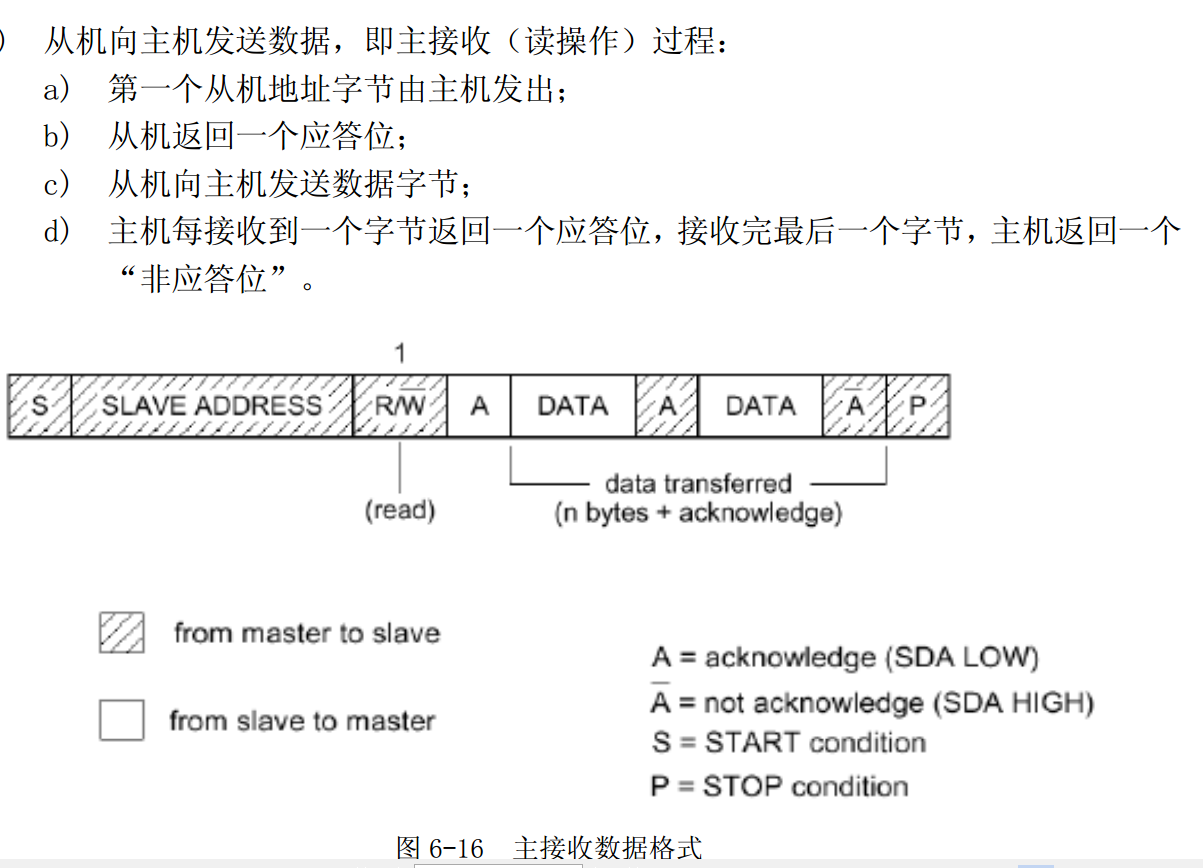 ) 从机向主机发送数据，即主接收（读操作）过程：
a) 第一个从机地址字节由主机发出；
b) 从机返回一个应答位；
c) 从机向主机发送数据字节；
d) 主机每接收到一个字节返回一个应答位，接收完最后一个字节，主机返回一个
“非应答位”。
1
S SLAVE ADDRESS R/W̅ A DATA A DATA A̅ P
(read)
data transferred
(n bytes + acknowledge)
from master to slave
from slave to master
A = acknowledge (SDA LOW)
A̅ = not acknowledge (SDA HIGH)
S = START condition
P = STOP condition
图 6-16 主接收数据格式